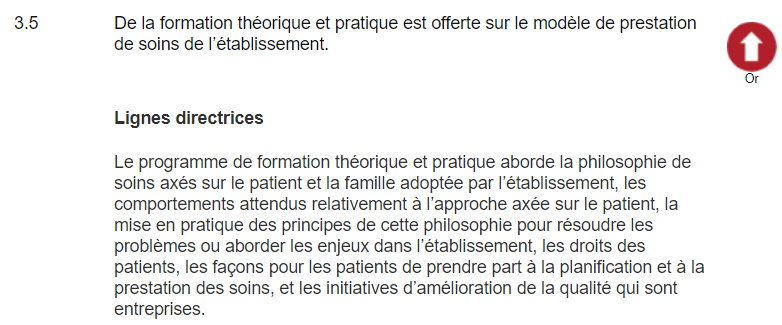 3.5
De la formation théorique et pratique est offerte sur le modèle de prestation
de soins de l'établissement.
Or
Lignes directrices
Le programme de formation théorique et pratique aborde la philosophie de
soins axés sur le patient et la famille adoptée par l'établissement, les
comportements attendus relativement à l'approche axée sur le patient, la
mise en pratique des principes de cette philosophie pour résoudre les
problèmes ou aborder les enjeux dans l'établissement, les droits des
patients, les façons pour les patients de prendre part à la planification et à la
prestation des soins, et les initiatives d'amélioration de la qualité qui sont
entreprises.